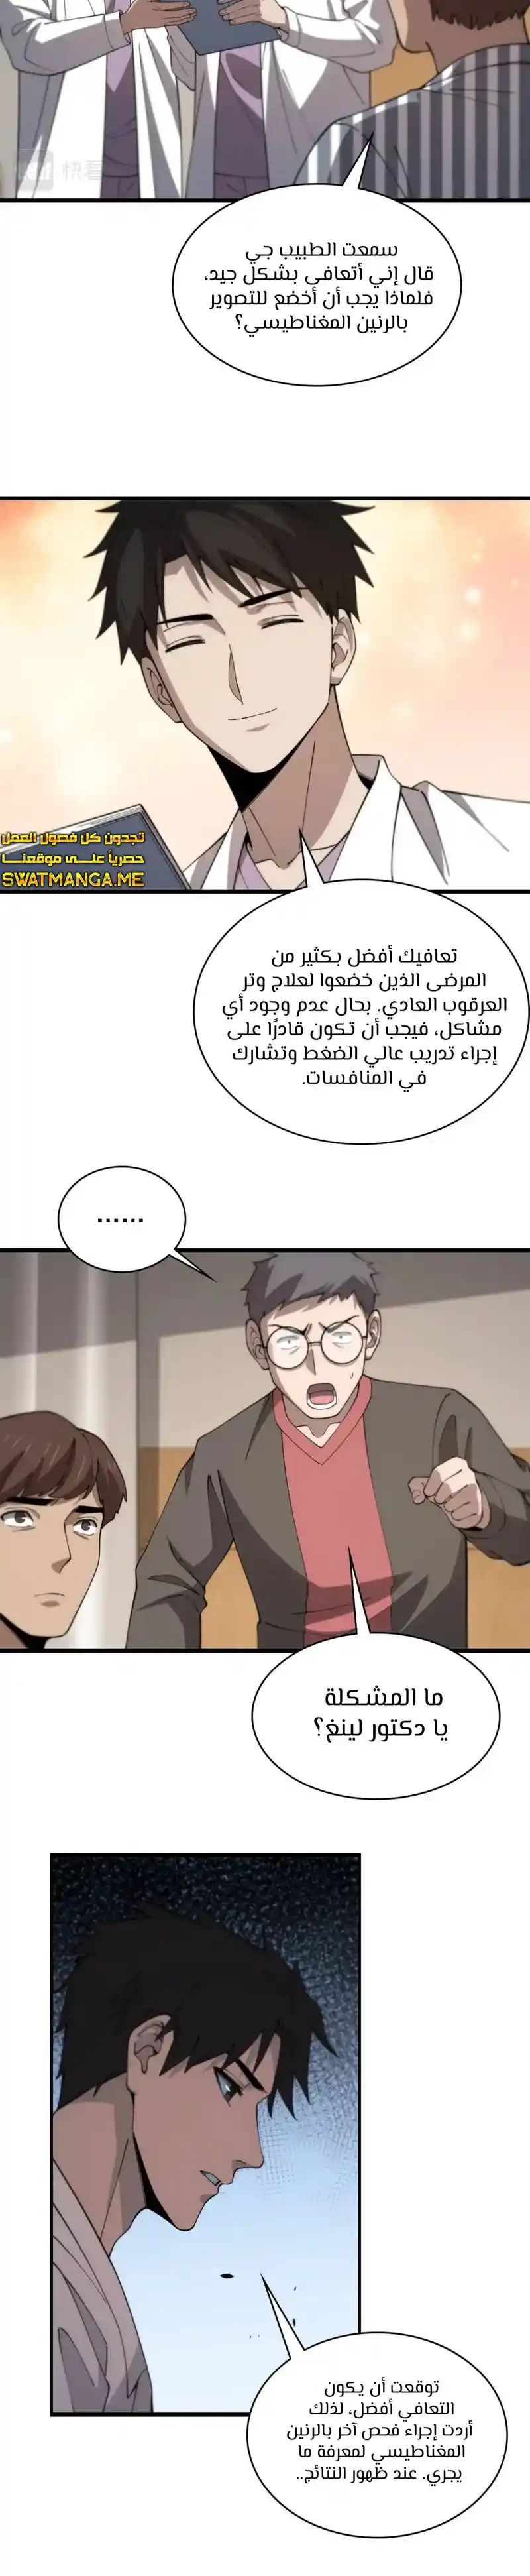 快看
سمعت الطبيب جي
قال إني أتعافى بشكل جيد،
فلماذا يجب أن أخضع للتصوير
بالرنين المغناطيسي؟
تجدون كل فصول العمل
حصرياً على موقعنا
SWATMANGA.ME
تعافيك أفضل بكثير من
المرضى الذين خضعوا لعلاج وتر
العرقوب العادي. بحال عدم وجود أي
مشاكل، فيجب أن تكون قادرًا على
إجراء تدريب عالي الضغط وتشارك
في المنافسات.
......
ما المشكلة
يا دكتور لينغ؟
توقعت أن يكون
التعافي أفضل، لذلك
أردت إجراء فحص آخر بالرنين
المغناطيسي لمعرفة ما
يجري. عند ظهور النتائج..